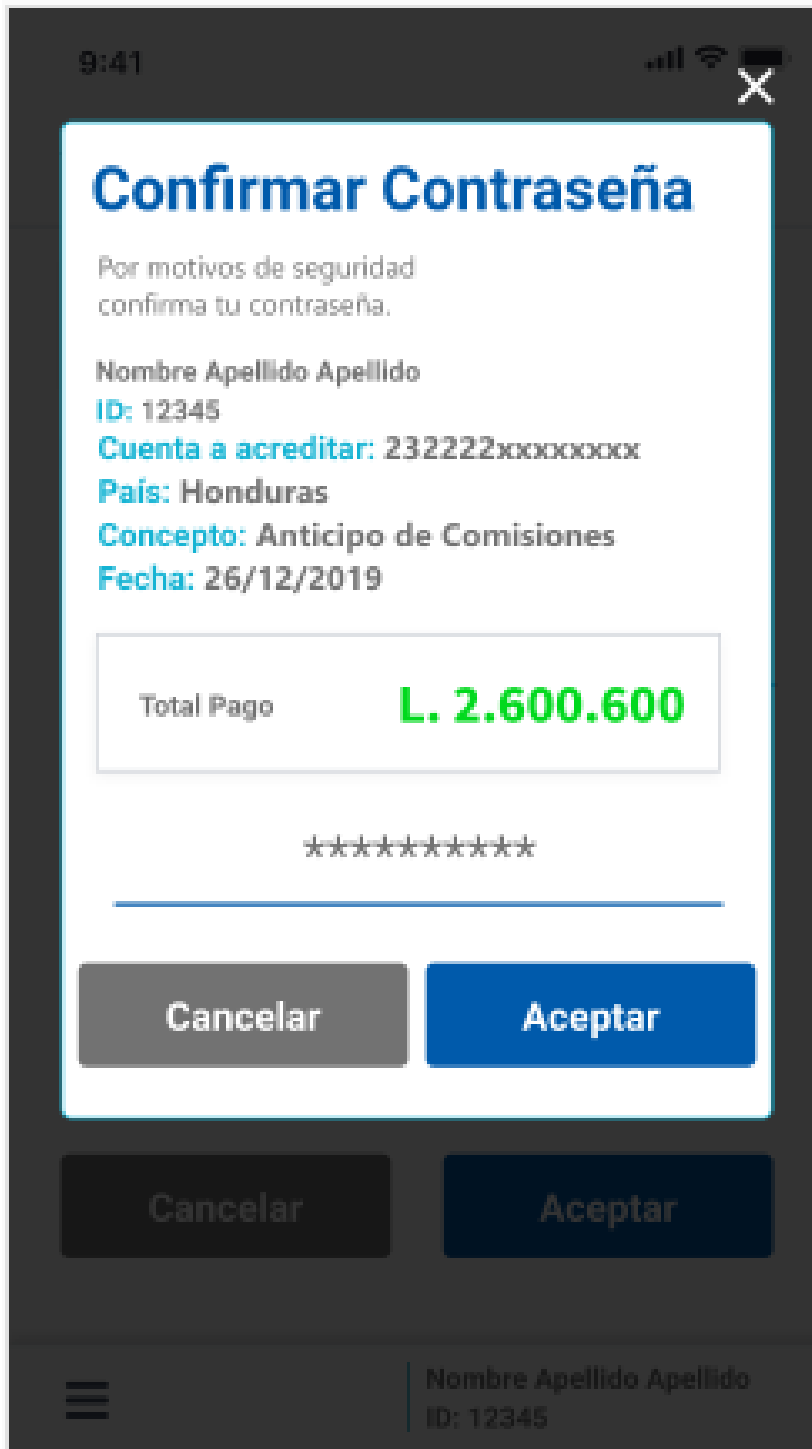 9:41
Confirmar Contraseña
Por motivos de seguridad
confirma tu contraseña.
Nombre Apellido Apellido
ID: 12345
Cuenta a acreditar: 232222xxxxxxxx
País: Honduras
Concepto: Anticipo de Comisiones
Fecha: 26/12/2019
Total Pago L. 2.600.600
**********
Cancelar Aceptar
Cancelar Aceptar
Nombre Apellido Apellido
ID: 12345